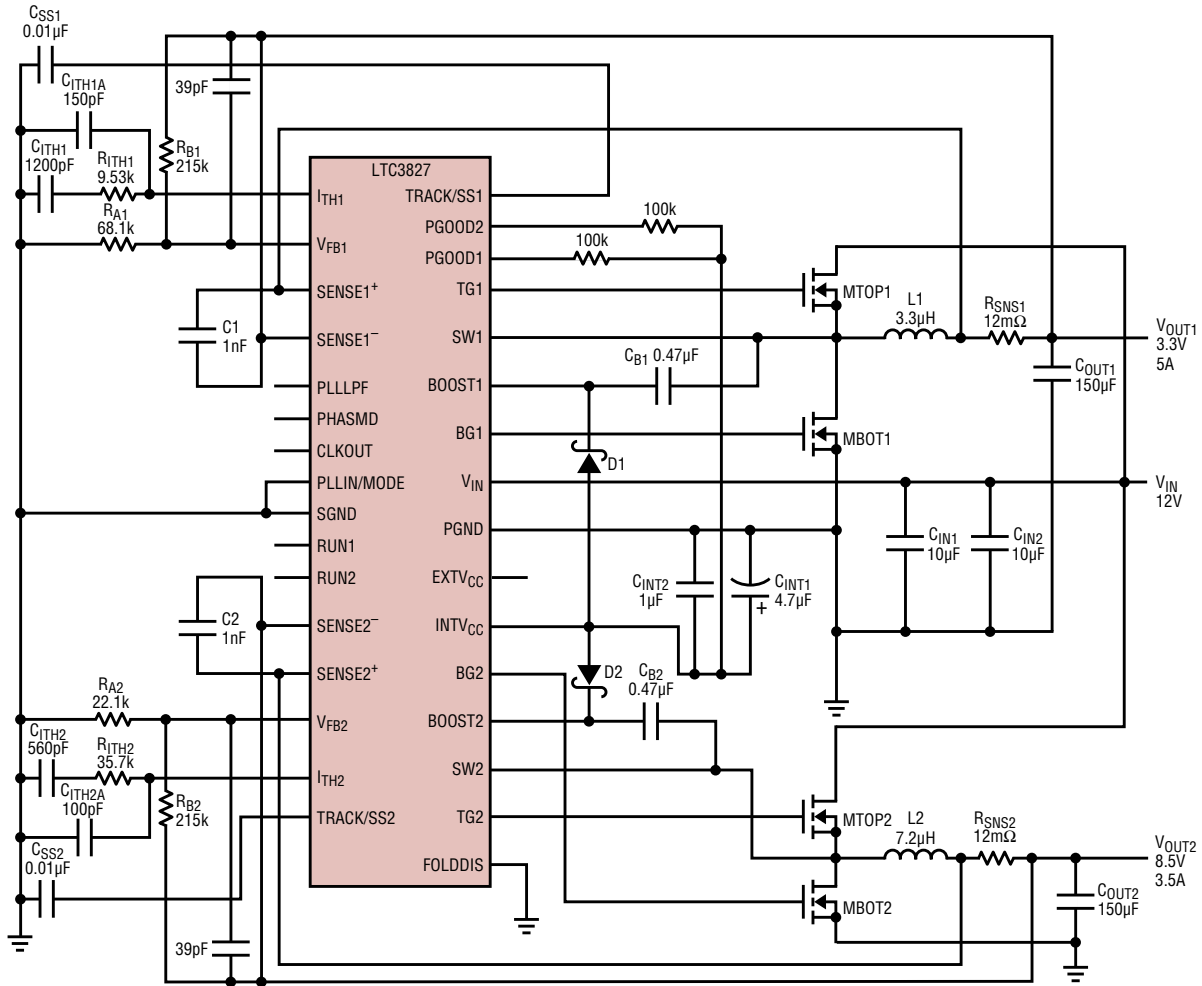 CSS1
0.01µF
CITH1A
150pF
39pF
CITH1
1200pF
RITH1
9.53k
RB1
215k
RA1
68.1k
C1
1nF
LTC3827
ITH1
VFB1
SENSE1+
SENSE1–
PLLLPF
PHASMD
CLKOUT
PLLIN/MODE
SGND
RUN1
RUN2
SENSE2–
SENSE2+
VFB2
ITH2
TRACK/SS2
TRACK/SS1
PGOOD2
PGOOD1
TG1
SW1
BOOST1
BG1
VIN
PGND
EXTVCC
INTVCC
BG2
BOOST2
SW2
TG2
FOLDDIS
100k
100k
MTOP1
L1
3.3µH
RSNS1
12mΩ
VOUT1
3.3V
5A
CB1 0.47µF
COUT1
150µF
MBOT1
D1
VIN
12V
CIN1
10µF
CIN2
10µF
CINT2
1µF
CINT1
4.7µF
+
C2
1nF
D2
CB2
0.47µF
RA2
22.1k
CITH2
560pF
RITH2
35.7k
CITH2A
100pF
RB2
215k
CSS2
0.01µF
39pF
MTOP2
L2
7.2µH
RSNS2
12mΩ
VOUT2
8.5V
3.5A
MBOT2
COUT2
150µF